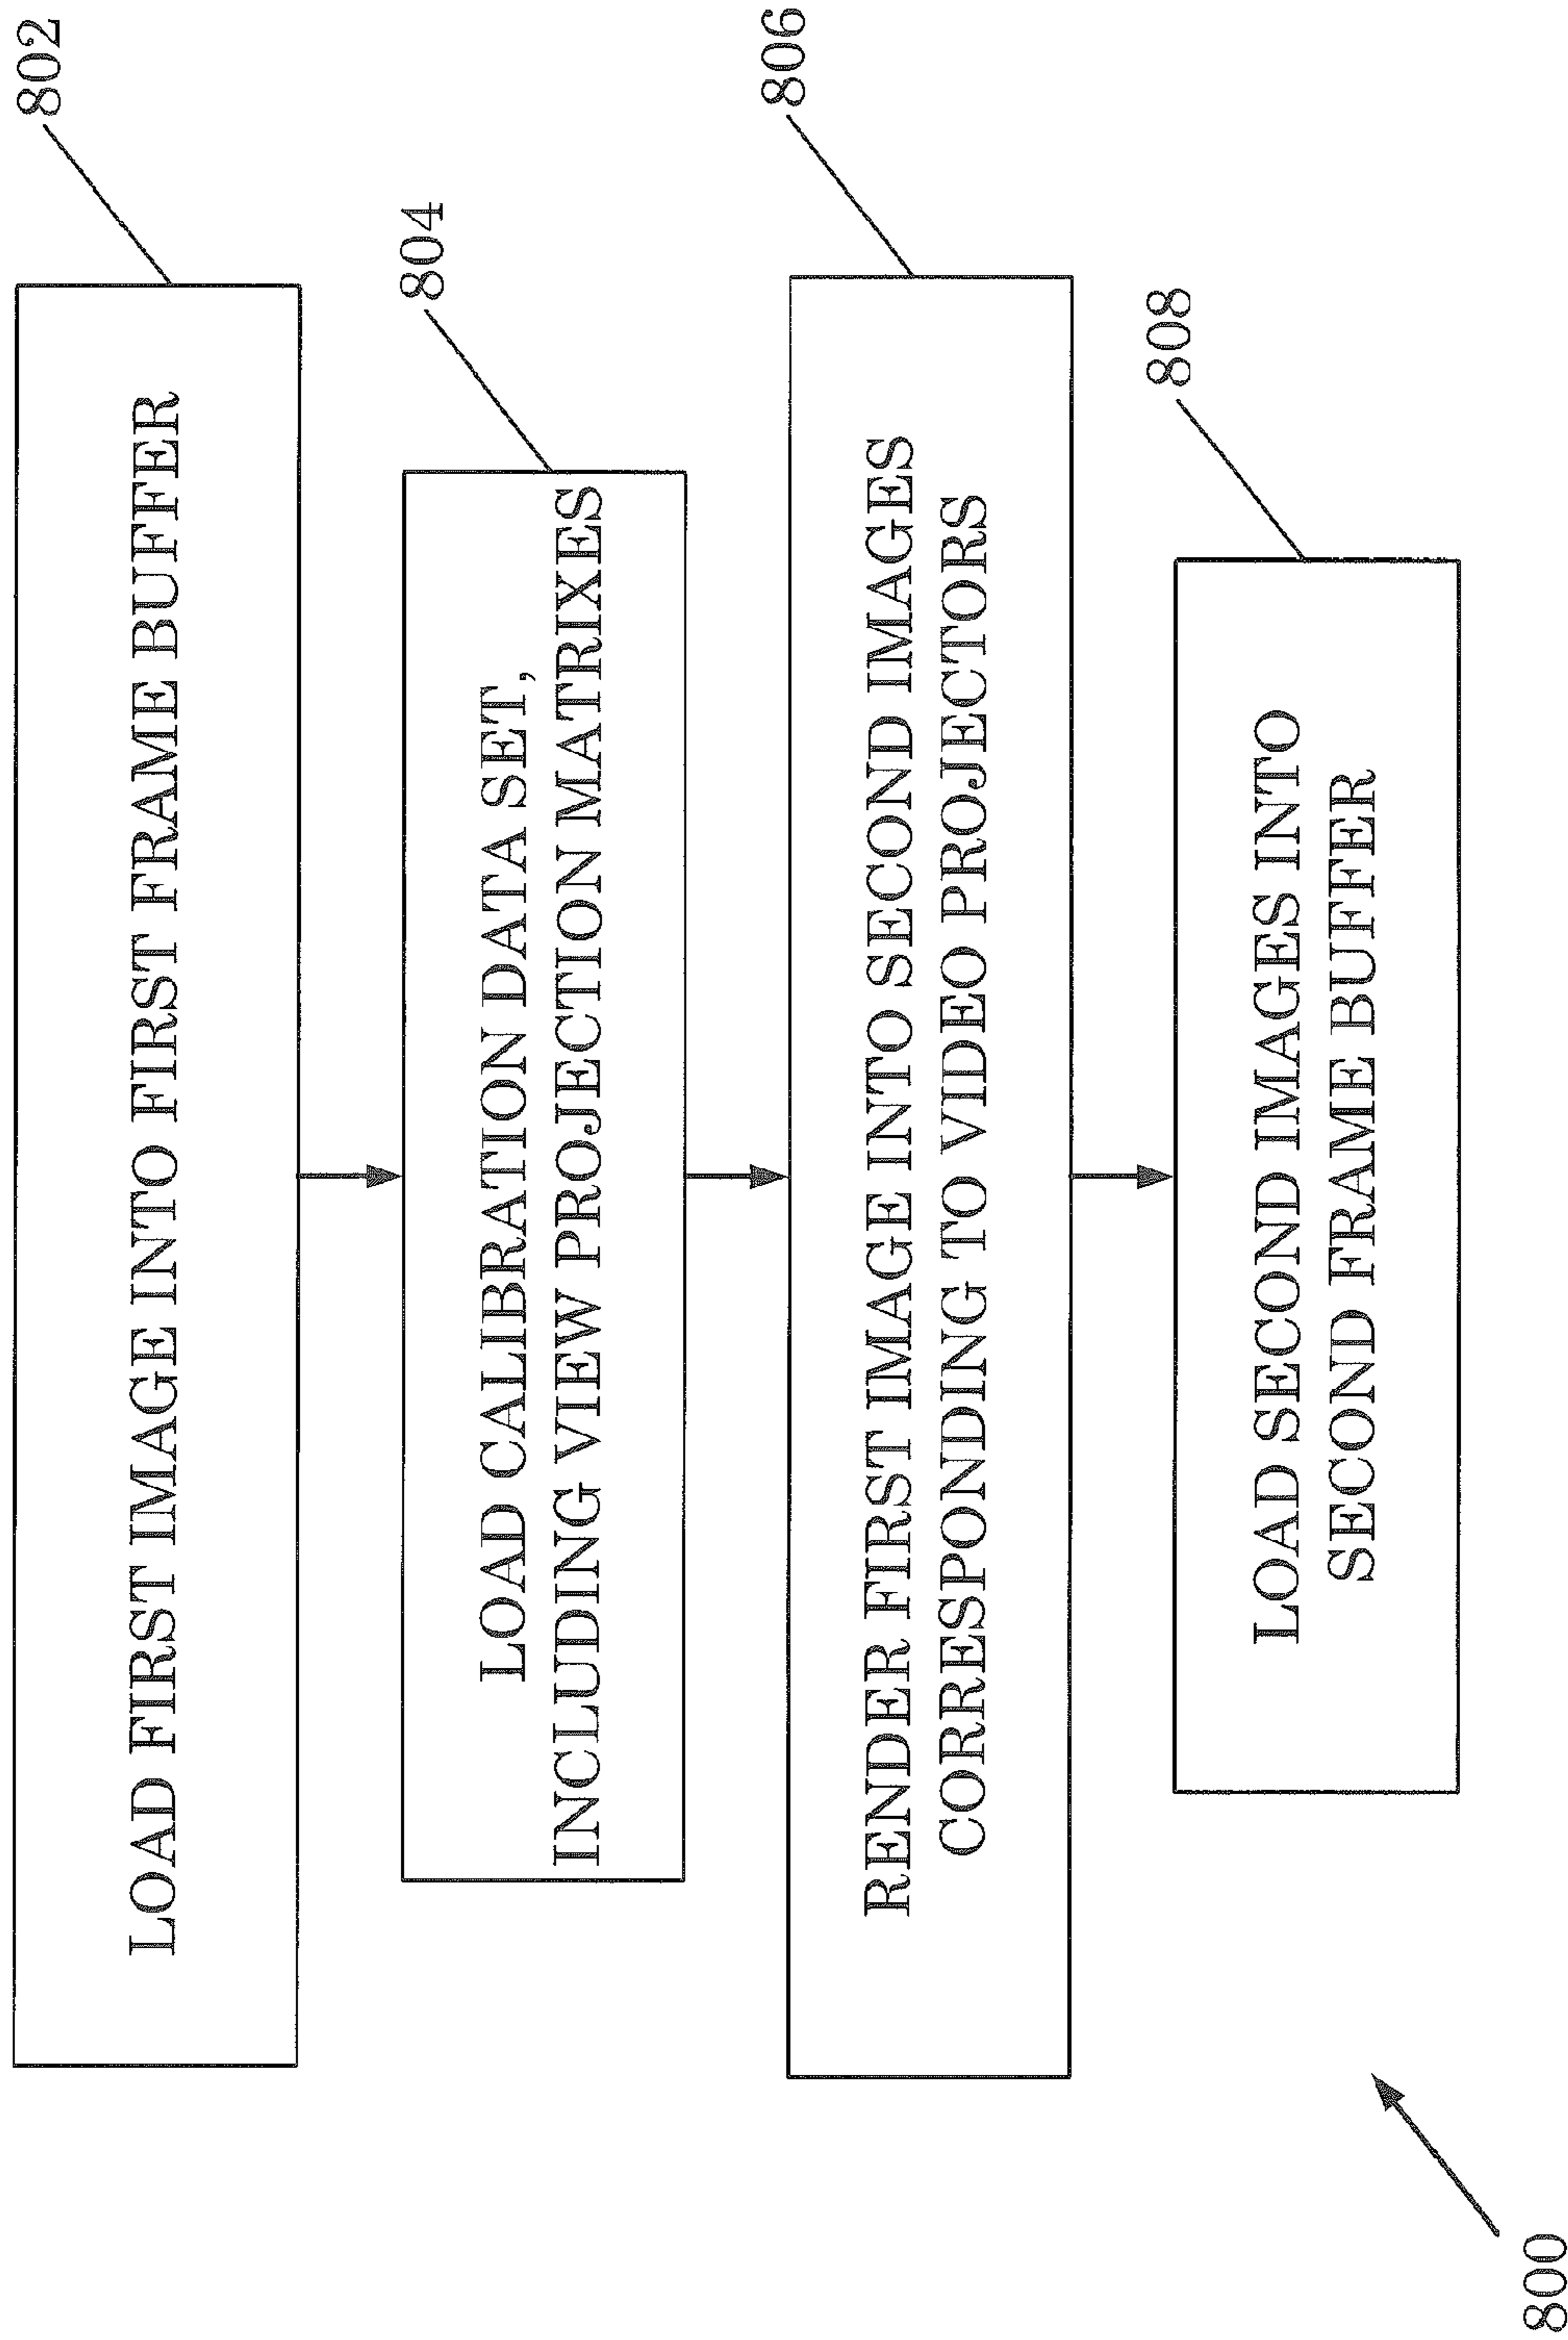 802
LOAD FIRST IMAGE INTO FIRST FRAME BUFFER
804
LOAD CALIBRATION DATA SET,
INCLUDING VIEW PROJECTION MATRIXES
806
RENDER FIRST IMAGE INTO SECOND IMAGES
CORRESPONDING TO VIDEO PROJECTORS
808
LOAD SECOND IMAGES INTO
SECOND FRAME BUFFER
800